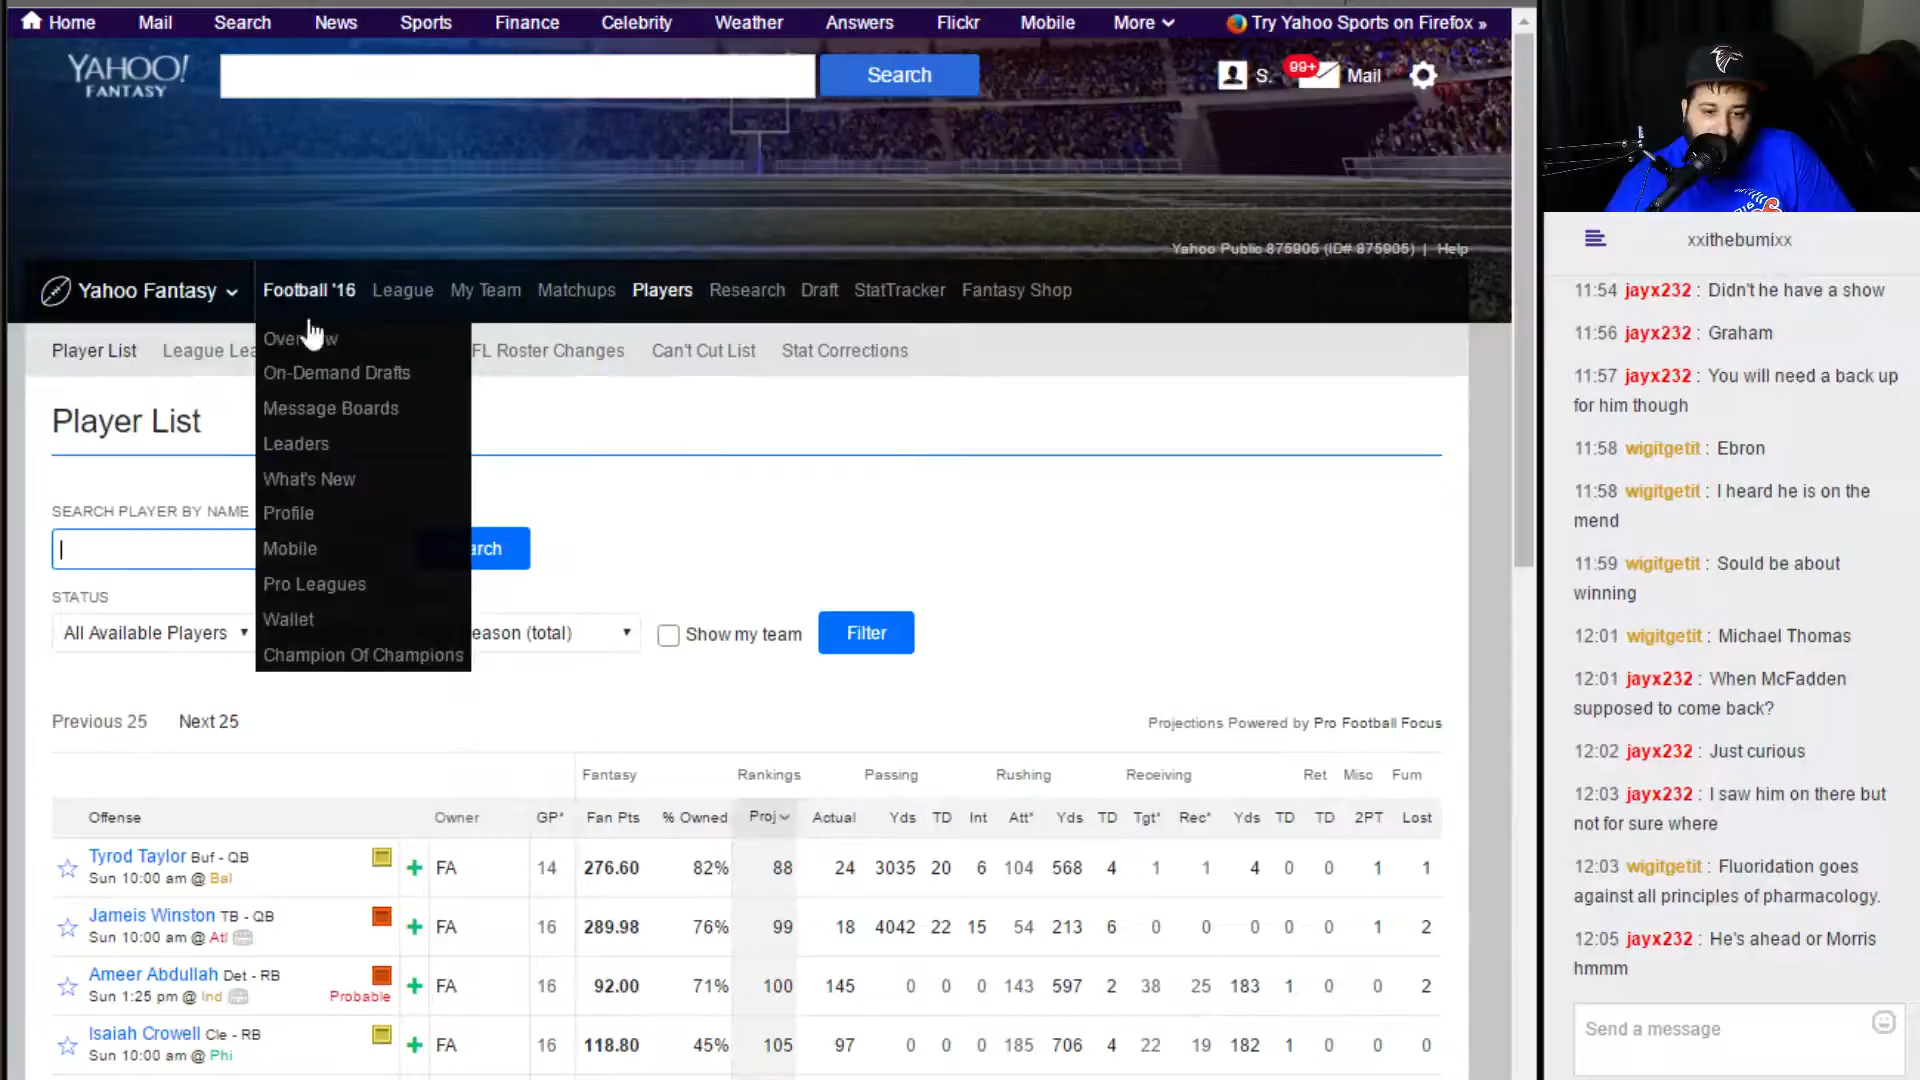 Home Mail Search News Sports Finance Celebrity Weather Answers Flickr Mobile More Try Yahoo Sports on Firefox »
YAHOO! FANTASY
Search
S. 99+ Mail
Yahoo Public 875905 (ID# 875905) | Help
Yahoo Fantasy Football '16 League My Team Matchups Players Research Draft StatTracker Fantasy Shop
Player List League Lea FL Roster Changes Can't Cut List Stat Corrections
On-Demand Drafts
Message Boards
Leaders
What's New
Profile
Mobile
Pro Leagues
Wallet
Champion Of Champions
Player List
SEARCH PLAYER BY NAME
arch
STATUS
All Available Players eason (total) Show my team Filter
Previous 25 Next 25
Projections Powered by Pro Football Focus
Fantasy Rankings Passing Rushing Receiving Ret Misc Fum
Offense Owner GP* Fan Pts % Owned Proj Actual Yds TD Int Att* Yds TD Tgt* Rec* Yds TD TD 2PT Lost
Tyrod Taylor Buf - QB
Sun 10:00 am @ Bal
FA 14 276.60 82% 88 24 3035 20 6 104 568 4 1 1 4 0 0 1 1
Jameis Winston TB - QB
Sun 10:00 am @ Atl
FA 16 289.98 76% 99 18 4042 22 15 54 213 6 0 0 0 0 0 1 2
Ameer Abdullah Det - RB
Sun 1:25 pm @ Ind
Probable
FA 16 92.00 71% 100 145 0 0 0 143 597 2 38 25 183 1 0 0 2
Isaiah Crowell Cle - RB
Sun 10:00 am @ Phi
FA 16 118.80 45% 105 97 0 0 0 185 706 4 22 19 182 1 0 0 0
xxithebumixx
11:54 jayx232 : Didn't he have a show
11:56 jayx232 : Graham
11:57 jayx232 : You will need a back up
for him though
11:58 wigitgetit : Ebron
11:58 wigitgetit : I heard he is on the
mend
11:59 wigitgetit : Sould be about
winning
12:01 wigitgetit : Michael Thomas
12:01 jayx232 : When McFadden
supposed to come back?
12:02 jayx232 : Just curious
12:03 jayx232 : I saw him on there but
not for sure where
12:03 wigitgetit : Fluoridation goes
against all principles of pharmacology.
12:05 jayx232 : He's ahead or Morris
hmmm
Send a message